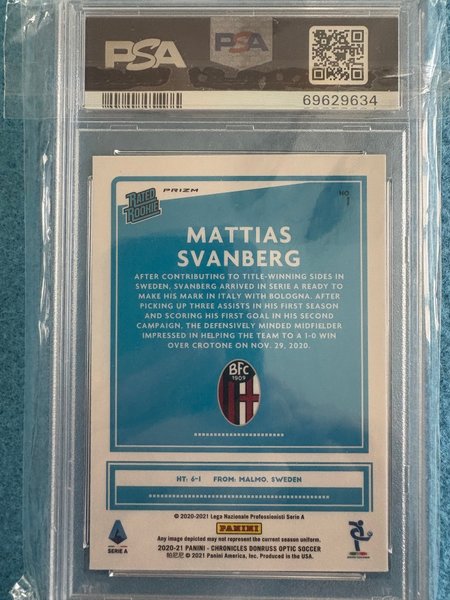 PSA
PSA
69629634
RATED
ROOKIE
PRIZM
NO.
1
MATTIAS
SVANBERG
AFTER CONTRIBUTING TO TITLE-WINNING SIDES IN
SWEDEN, SVANBERG ARRIVED IN SERIE A READY TO
MAKE HIS MARK IN ITALY WITH BOLOGNA. AFTER
PICKING UP THREE ASSISTS IN HIS FIRST SEASON
AND SCORING HIS FIRST GOAL IN HIS SECOND
CAMPAIGN, THE DEFENSIVELY MINDED MIDFIELDER
IMPRESSED IN HELPING THE TEAM TO A 1-0 WIN
OVER CROTONE ON NOV. 29, 2020.
BFC
1909
HT: 6-1 FROM: MALMO, SWEDEN
© 2020-2021 Lega Nazionale Professionisti Serie A
PANINI
Any image depicted may not represent the current season uniform.
SERIE A
2020-21 PANINI - CHRONICLES DONRUSS OPTIC SOCCER
帕尼尼 © 2021 Panini America, Inc. Produced in the USA.